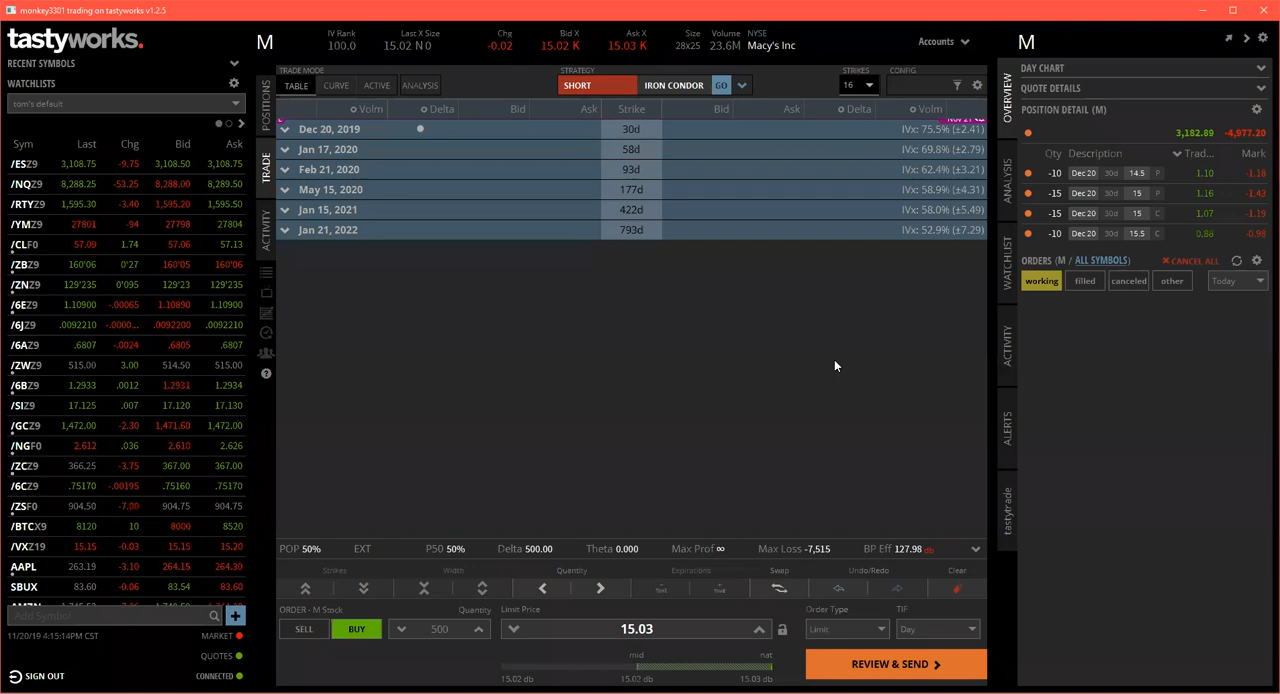 monkey3301 trading on tastyworks v1.2.5
tastyworks.
RECENT SYMBOLS
WATCHLISTS
tom's default
Sym Last Chg Bid Ask
/ESZ9 3,108.75 -9.75 3,108.50 3,108.75
/NQZ9 8,288.25 -53.25 8,288.00 8,289.50
/RTYZ9 1,595.30 -3.40 1,595.20 1,595.50
/YMZ9 27801 -94 27798 27804
/CLF0 57.09 1.74 57.06 57.13
/ZBZ9 160'06 0'27 160'05 160'06
/ZNZ9 129'235 0'095 129'23 129'235
/6EZ9 1.10900 -.00065 1.10890 1.10900
/6JZ9 .0092210 -.0000... .0092200 .0092210
/6AZ9 .6807 -.0024 .6805 .6807
/ZWZ9 515.00 3.00 514.50 515.00
/6BZ9 1.2933 .0012 1.2931 1.2934
/SIZ9 17.125 .007 17.120 17.130
/GCZ9 1,472.00 -2.30 1,471.60 1,472.00
/NGF0 2.612 .036 2.610 2.626
/ZCZ9 366.25 -3.75 367.00 367.00
/6CZ9 .75170 -.00195 .75160 .75170
/ZSF0 904.50 -7.00 904.75 904.75
/BTCX9 8120 10 8000 8520
/VXZ19 15.15 -0.03 15.15 15.20
AAPL 263.19 -3.10 264.15 264.30
SBUX 83.60 -0.06 83.54 83.60
Add Symbol
11/20/19 4:15:14PM CST MARKET
QUOTES
SIGN OUT CONNECTED
POSITIONS
TRADE
ACTIVITY
M
IV Rank Last X Size Chg Bid X Ask X Size Volume NYSE
100.0 15.02 N 0 -0.02 15.02 K 15.03 K 28x25 23.6M Macy's Inc
Accounts
TRADE MODE STRATEGY STRIKES CONFIG
TABLE CURVE ACTIVE ANALYSIS SHORT IRON CONDOR GO 16
Volm Delta Bid Ask Strike Bid Ask Delta Volm
Dec 20, 2019 30d IVx: 75.5% (±2.41)
Jan 17, 2020 58d IVx: 69.8% (±2.79)
Feb 21, 2020 93d IVx: 62.4% (±3.21)
May 15, 2020 177d IVx: 58.9% (±4.31)
Jan 15, 2021 422d IVx: 58.0% (±5.49)
Jan 21, 2022 793d IVx: 52.9% (±7.29)
POP 50% EXT P50 50% Delta 500.00 Theta 0.000 Max Prof ∞ Max Loss -7,515 BP Eff 127.98 db
Strikes Width Quantity Expirations Swap Undo/Redo Clear
ORDER - M Stock Quantity Limit Price Order Type TIF
SELL BUY 500 15.03 Limit Day
mid nat
15.02 db 15.02 db 15.03 db
REVIEW & SEND
OVERVIEW
ANALYSIS
WATCHLIST
ACTIVITY
ALERTS
tastytrade
M
DAY CHART
QUOTE DETAILS
POSITION DETAIL (M)
3,182.89 -4,977.20
Qty Description Trad... Mark
-10 Dec 20 30d 14.5 P 1.10 -1.18
-15 Dec 20 30d 15 P 1.16 -1.43
-15 Dec 20 30d 15 C 1.07 -1.19
-10 Dec 20 30d 15.5 C 0.86 -0.98
ORDERS (M / ALL SYMBOLS) CANCEL ALL
working filled canceled other Today